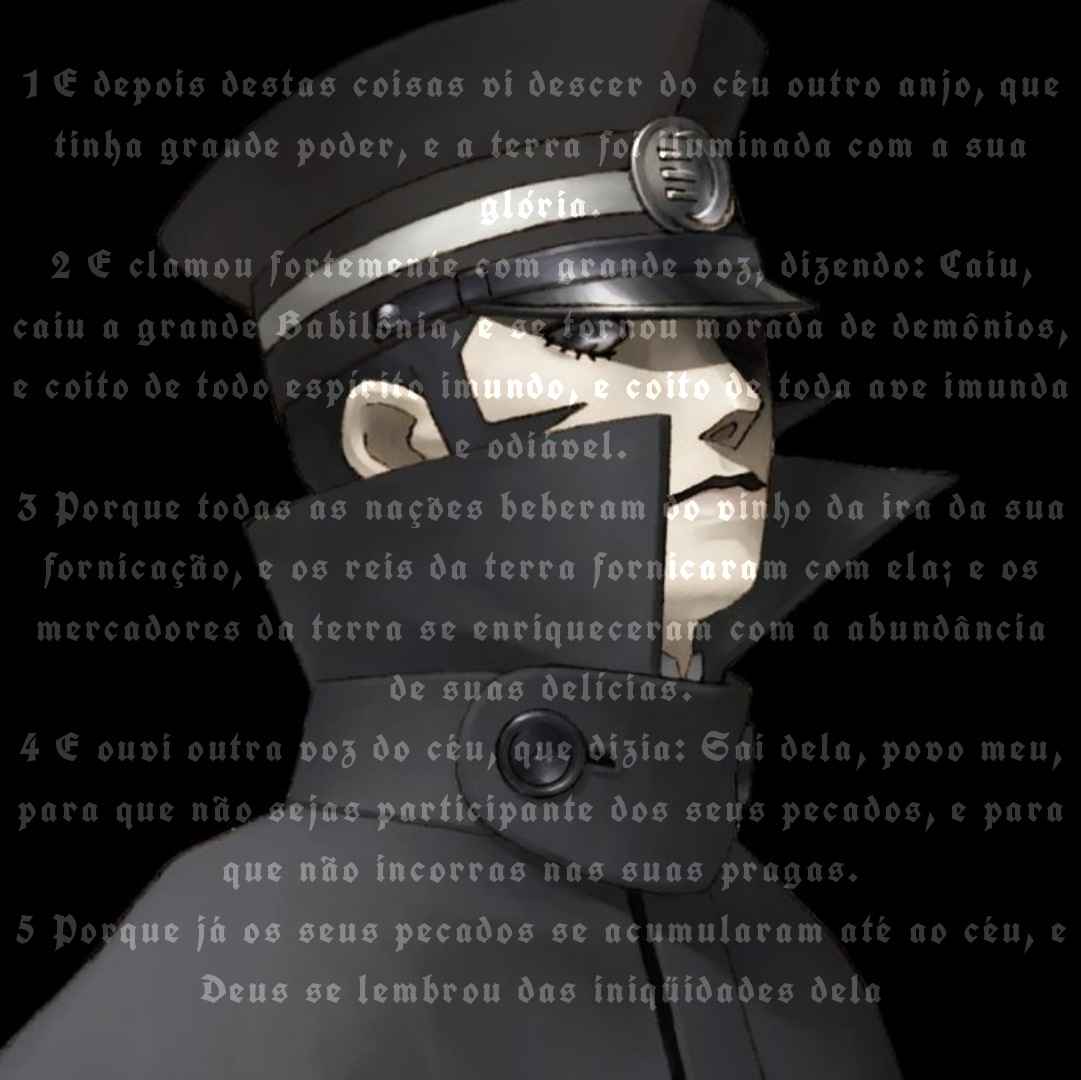 1 E depois destas coisas vi descer do céu outro anjo, que
tinha grande poder, e a terra foi iluminada com a sua
glória.
2 E clamou fortemente com grande voz, dizendo: Caiu,
caiu a grande Babilônia, e se tornou morada de demônios,
e coito de todo espírito imundo, e coito de toda ave imunda
e odiável.
3 Porque todas as nações beberam do vinho da ira da sua
fornicação, e os reis da terra fornicaram com ela; e os
mercadores da terra se enriqueceram com a abundância
de suas delícias.
4 E ouvi outra voz do céu, que dizia: Sai dela, povo meu,
para que não sejas participante dos seus pecados, e para
que não incorras nas suas pragas.
5 Porque já os seus pecados se acumularam até ao céu, e
Deus se lembrou das iniqüidades dela